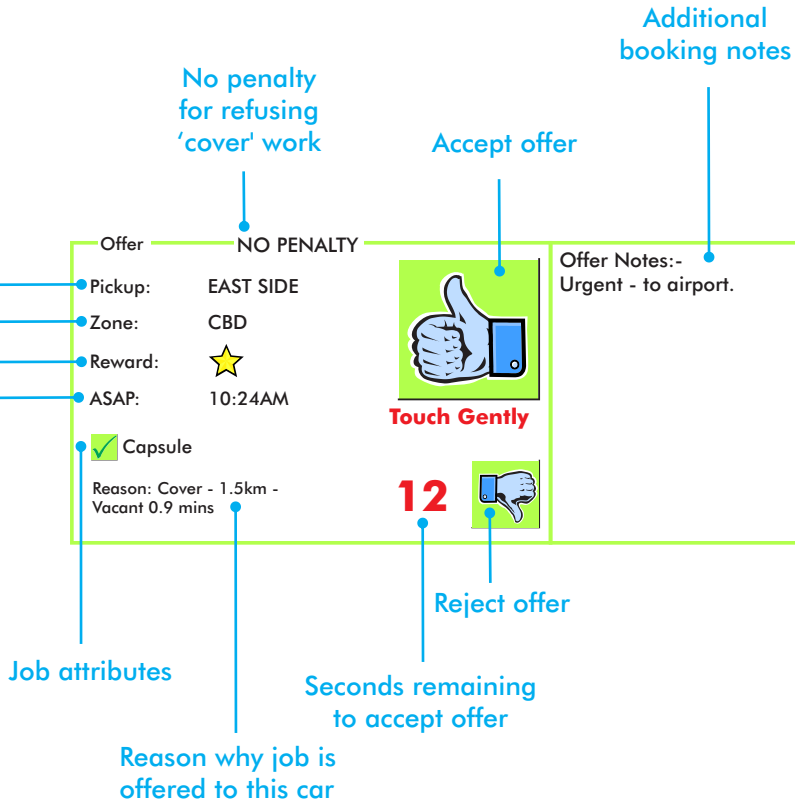 Additional
booking notes
No penalty
for refusing
‘cover' work
Accept offer
Offer
NO PENALTY
Pickup: EAST SIDE
Zone: CBD
Reward:
ASAP: 10:24AM
Capsule
Reason: Cover - 1.5km -
Vacant 0.9 mins
Touch Gently
12
Offer Notes:-
Urgent - to airport.
Reject offer
Job attributes
Seconds remaining
to accept offer
Reason why job is
offered to this car